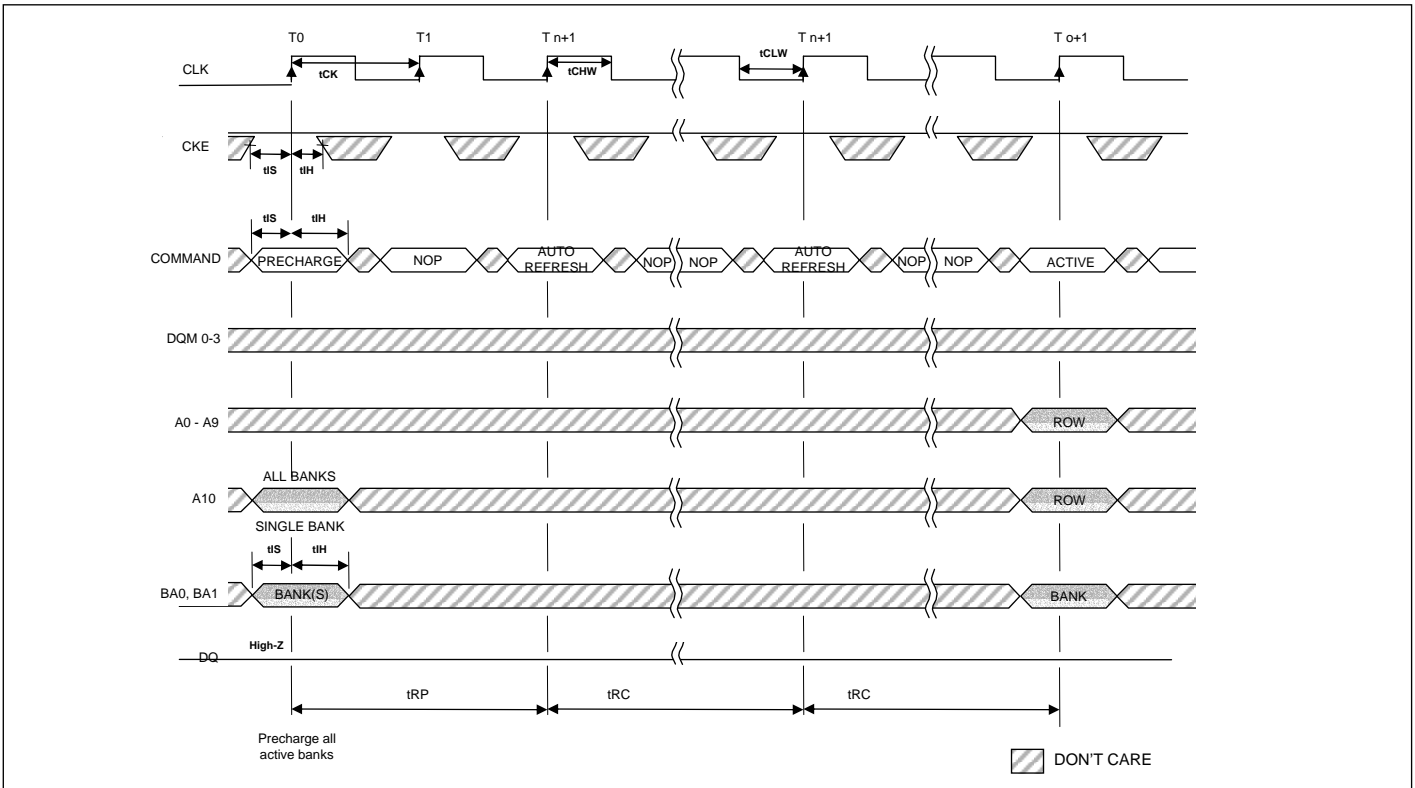 T0 T1 T n+1 T n+1 T o+1
CLK
tCK tCHW tCLW
CKE
tIS tIH
tIS tIH
COMMAND PRECHARGE NOP AUTO REFRESH NOP NOP AUTO REFRESH NOP NOP ACTIVE
DQM 0-3
A0 - A9 ROW
ALL BANKS
A10 ROW
SINGLE BANK
tIS tIH
BA0, BA1 BANK(S) BANK
High-Z
DQ
tRP tRC tRC
Precharge all
active banks
DON'T CARE